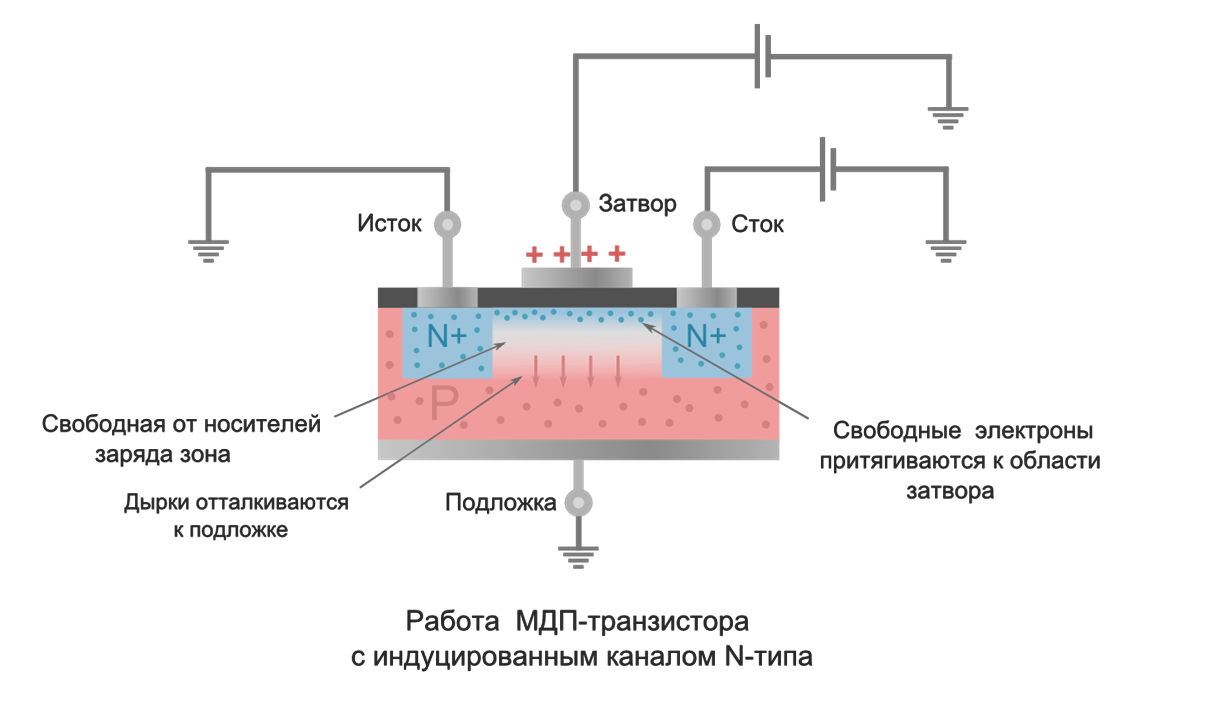 Затвор
Исток
Сток
+ + + +
N+
N+
P
Свободная от носителей
заряда зона
Свободные электроны
притягиваются к области
затвора
Дырки отталкиваются
к подложке
Подложка
Работа МДП-транзистора
с индуцированным каналом N-типа